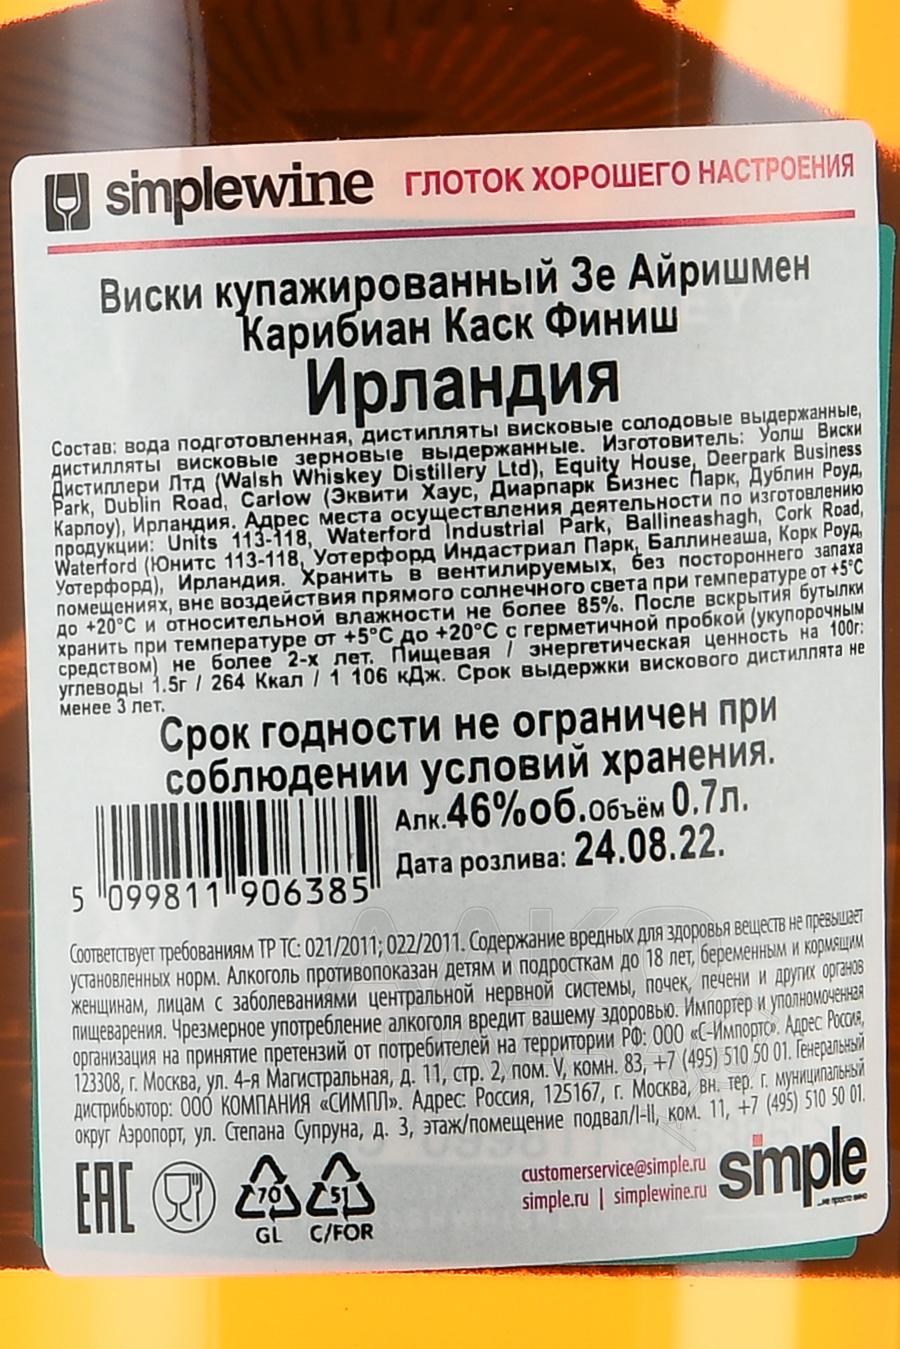 simplewine ГЛОТОК ХОРОШЕГО НАСТРОЕНИЯ
Виски купажированный Зе Айришмен
Карибиан Каск Финиш
Ирландия
Состав: вода подготовленная, дистилляты висковые солодовые выдержанные,
дистилляты висковые зерновые выдержанные. Изготовитель: Уолш Виски
Дистиллери Лтд (Walsh Whiskey Distillery Ltd), Equity House, Deerpark Business
Park, Dublin Road, Carlow (Эквити Хаус, Диарпарк Бизнес Парк, Дублин Роуд,
Карлоу), Ирландия. Адрес места осуществления деятельности по изготовлению
продукции: Units 113-118, Waterford Industrial Park, Ballineashagh, Cork Road,
Waterford (Юнитс 113-118, Уотерфорд Индастриал Парк, Баллинеаша, Корк Роуд,
Уотерфорд), Ирландия. Хранить в вентилируемых, без постороннего запаха
помещениях, вне воздействия прямого солнечного света при температуре от +5°С
до +20°С и относительной влажности не более 85%. После вскрытия бутылки
хранить при температуре от +5°С до +20°С с герметичной пробкой (укупорочным
средством) не более 2-х лет. Пищевая / энергетическая ценность на 100г:
углеводы 1.5г / 264 Ккал / 1 106 кДж. Срок выдержки вискового дистиллята не
менее 3 лет.
Срок годности не ограничен при
соблюдении условий хранения.
Алк.46%об.Объём 0.7л.
Дата розлива: 24.08.22.
5 099811 906385
Соответствует требованиям ТР ТС: 021/2011; 022/2011. Содержание вредных для здоровья веществ не превышает
установленных норм. Алкоголь противопоказан детям и подросткам до 18 лет, беременным и кормящим
женщинам, лицам с заболеваниями центральной нервной системы, почек, печени и других органов
пищеварения. Чрезмерное употребление алкоголя вредит вашему здоровью. Импортер и уполномоченная
организация на принятие претензий от потребителей на территории РФ: ООО «С-Импортс». Адрес: Россия,
123308, г. Москва, ул. 4-я Магистральная, д. 11, стр. 2, пом. V, комн. 83, +7 (495) 510 50 01. Генеральный
дистрибьютор: ООО КОМПАНИЯ «СИМПЛ». Адрес: Россия, 125167, г. Москва, вн. тер. г. муниципальный
округ Аэропорт, ул. Степана Супруна, д. 3, этаж/помещение подвал/I-II, ком. 11, +7 (495) 510 50 01.
EAC
70
GL
51
C/FOR
customerservice@simple.ru
simple.ru | simplewine.ru
simple
...не просто вино